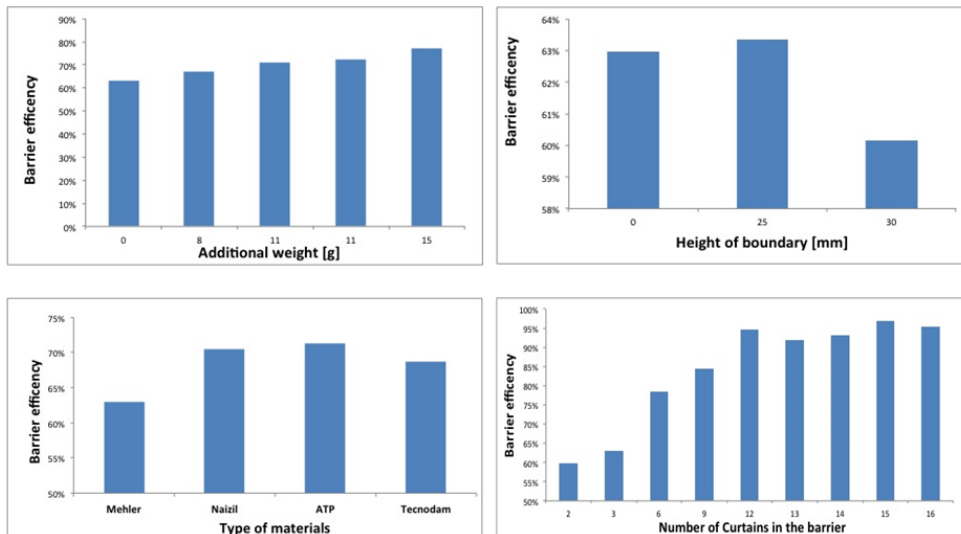 90%
80%
70%
60%
50%
40%
30%
20%
10%
0%
Barrier efficency
0 8 11 11 15
Additional weight [g]
64%
63%
62%
61%
60%
59%
58%
Barrier efficency
0 25 30
Height of boundary [mm]
75%
70%
65%
60%
55%
50%
Barrier efficency
Mehler Naizil ATP Tecnodam
Type of materials
100%
95%
90%
85%
80%
75%
70%
65%
60%
55%
50%
Barrier efficency
2 3 6 9 12 13 14 15 16
Number of Curtains in the barrier